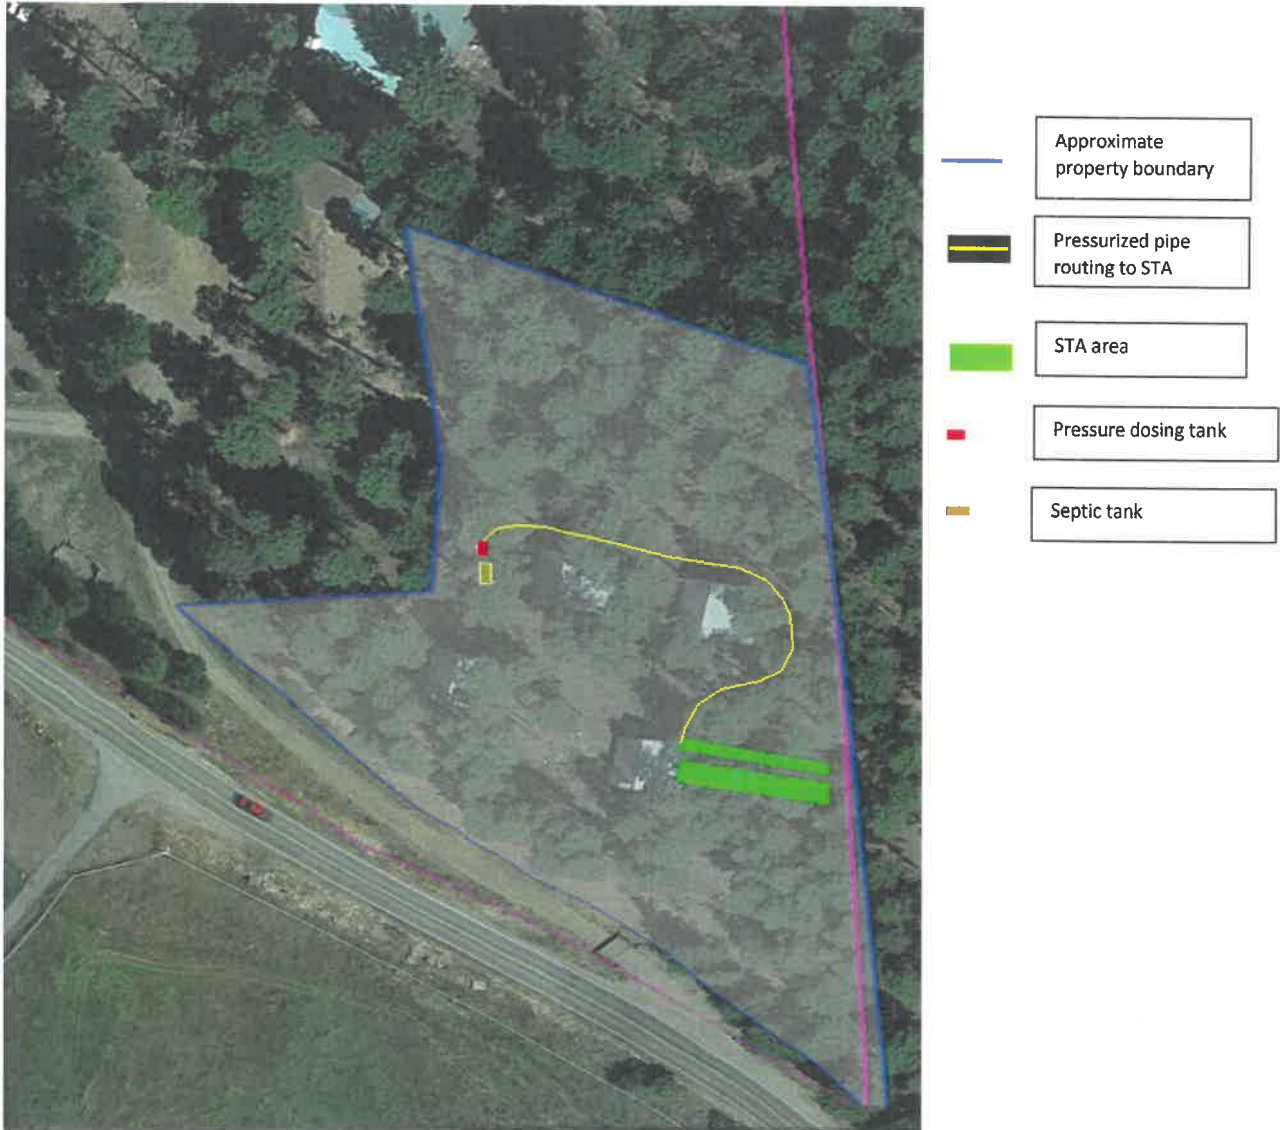 Approximate
property boundary
Pressurized pipe
routing to STA
STA area
Pressure dosing tank
Septic tank